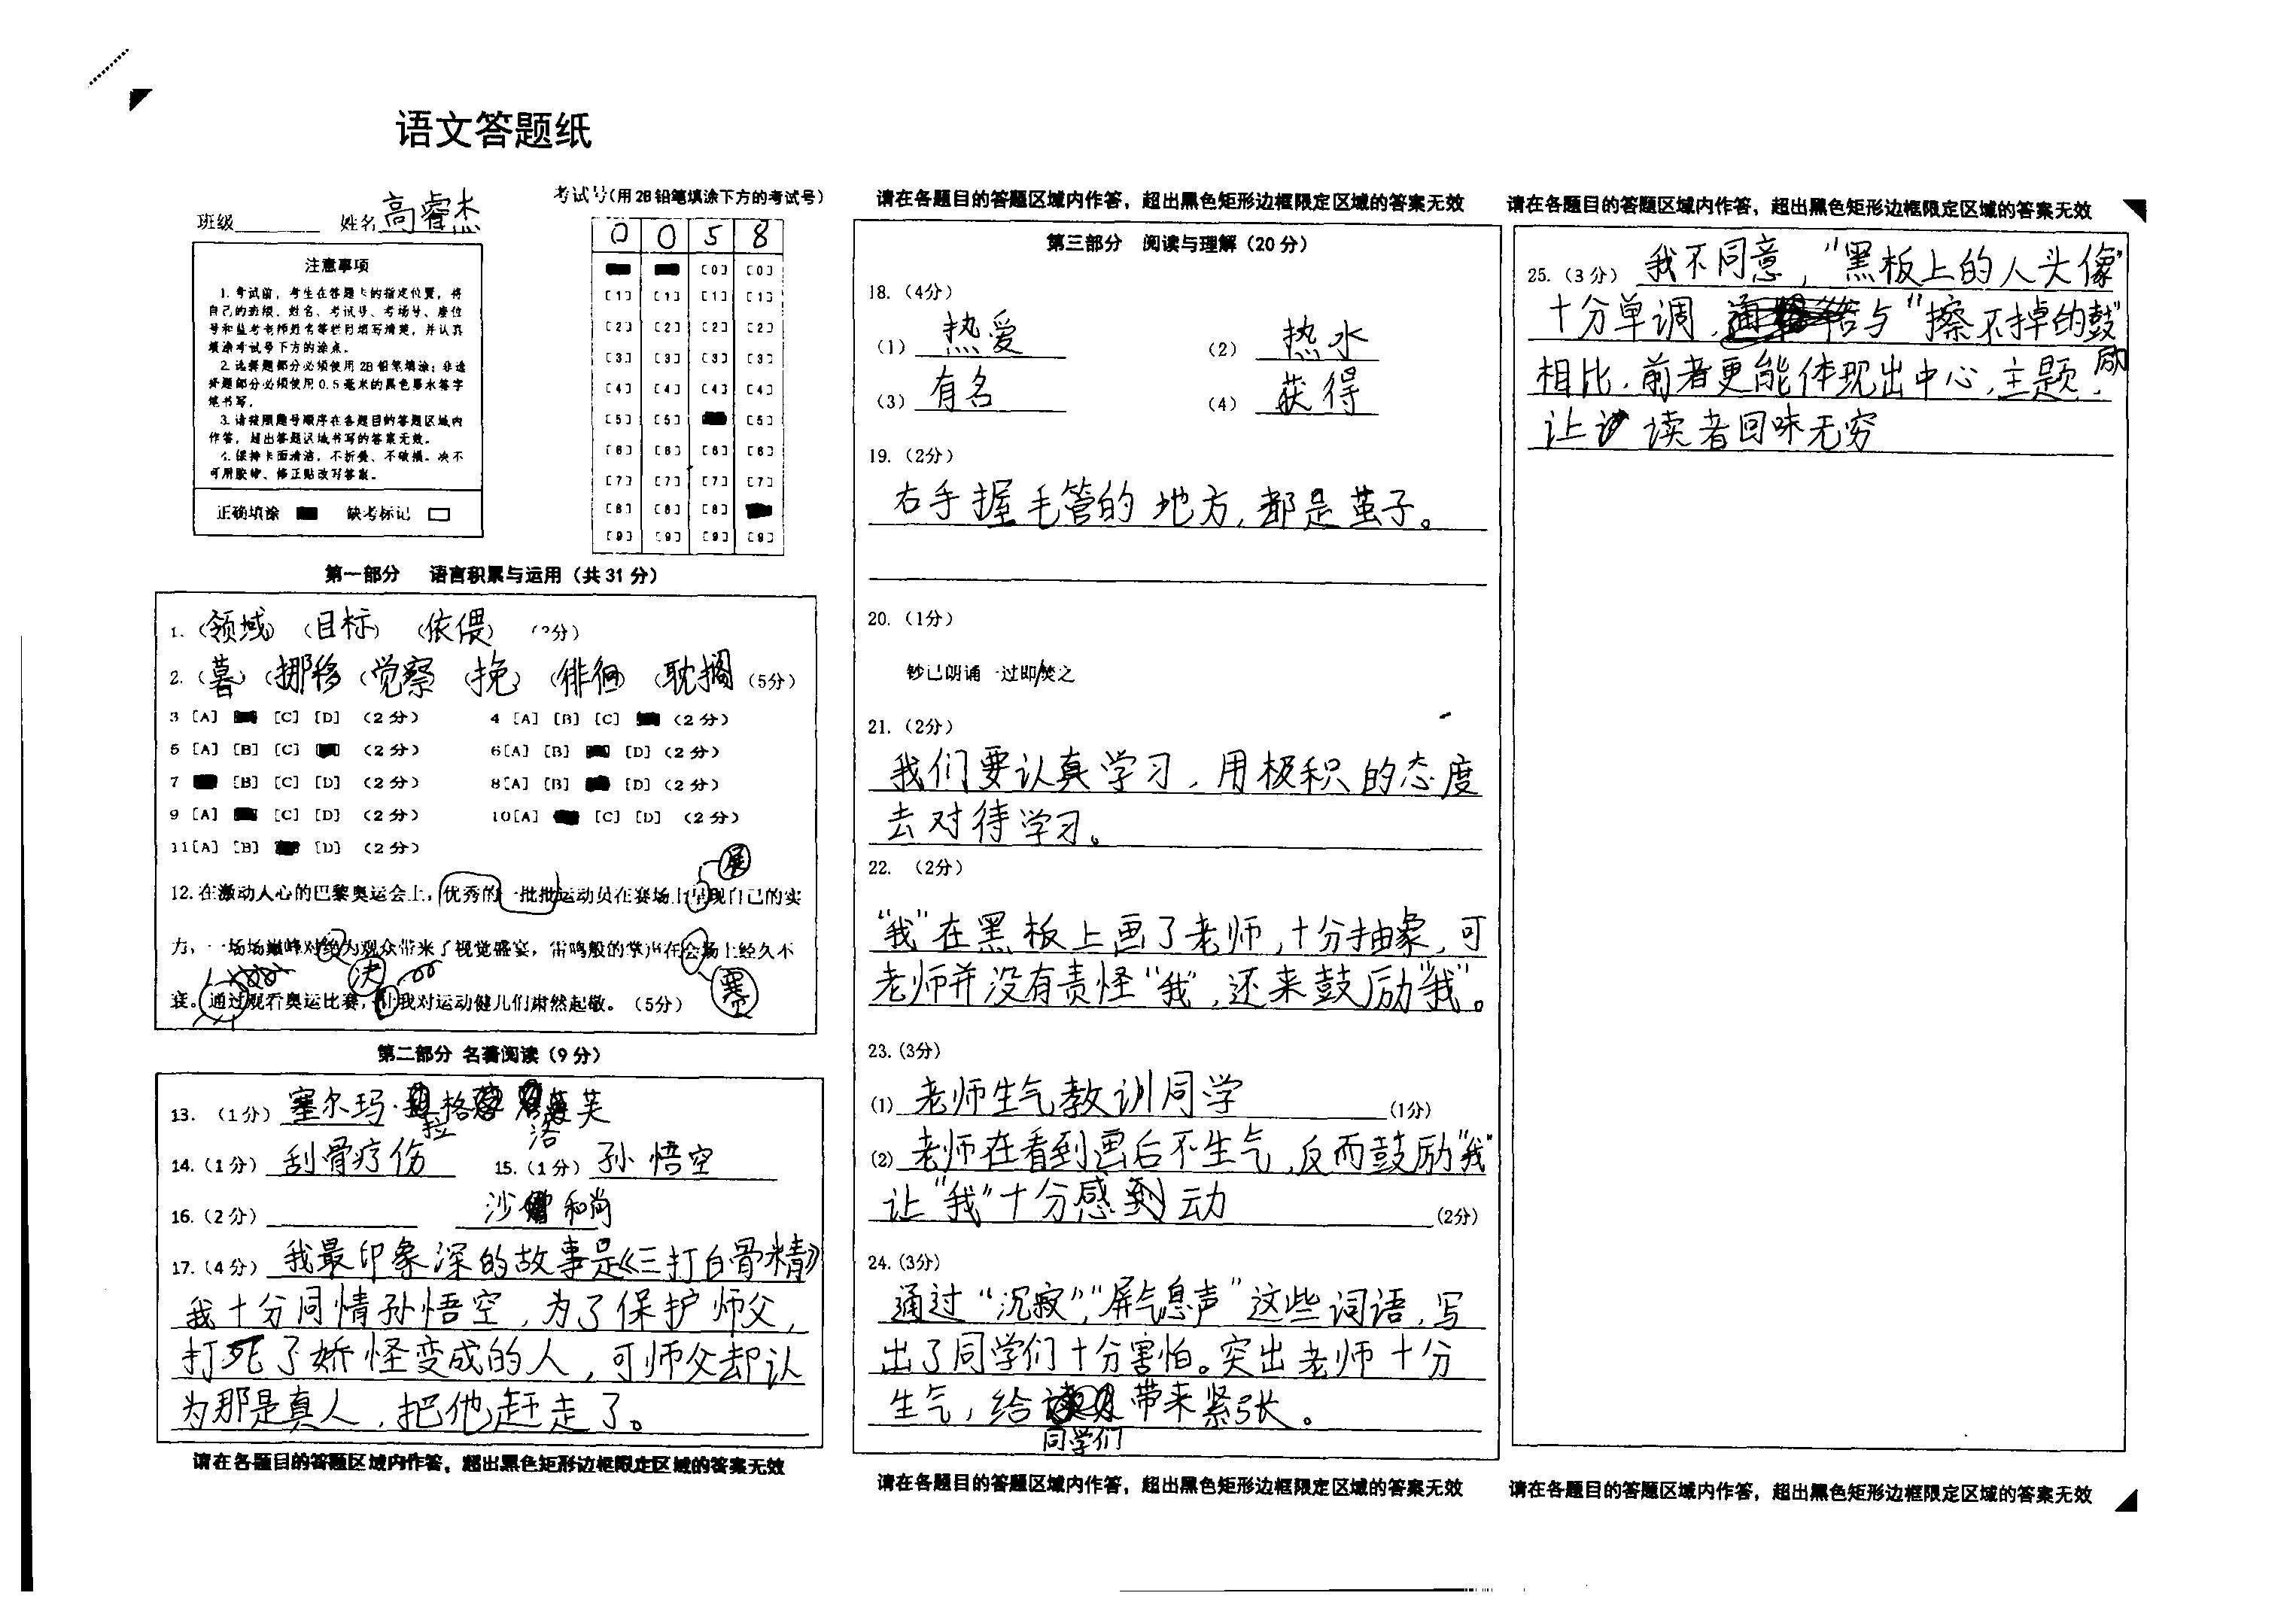 语文答题纸
班级 姓名 高睿杰
考试号(用2B铅笔填涂下方的考试号)
0 0 5 8
[0] [0]
[1] [1] [1] [1]
[2] [2] [2] [2]
[3] [3] [3] [3]
[4] [4] [4] [4]
[5] [5] [5]
[6] [6] [6] [6]
[7] [7] [7] [7]
[8] [8] [8]
[9] [9] [9] [9]
注意事项
1.考试前，考生在答题卡的指定位置，将
自己的班级、姓名、考试号、考场号、座位
号和监考老师姓名等栏目填写清楚，并认真
填涂考试号下方的涂点。
2.选择题部分必须使用2B铅笔填涂；非选
择题部分必须使用0.5毫米的黑色墨水签字
笔书写。
3.请按照题号顺序在各题目的答题区域内
作答，超出答题区域书写的答案无效。
4.保持卡面清洁，不折叠、不破损。决不
可用胶带、修正贴改写答案。
正确填涂 缺考标记
第一部分 语言积累与运用（共31分）
1.（领域）（目标）（依偎）
2.（暮）（挪移）（觉察）（挽）（徘徊）（耽搁）（5分）
3 [A] [C] [D] （2分） 4 [A] [B] [C] （2分）
5 [A] [B] [C] （2分） 6[A] [B] [D]（2分）
7 [B] [C] [D] （2分） 8[A] [B] [D]（2分）
9 [A] [C] [D] （2分） 10[A] [C] [D] （2分）
11[A] [B] [D] （2分）
展
12.在激动人心的巴黎奥运会上，优秀的一批批运动员在赛场上呈现自己的实
力，一场场巅峰对绝为观众带来了视觉盛宴，雷鸣般的掌声在会场上经久不
决 赛
衰。通过观看奥运比赛，让我对运动健儿们肃然起敬。（5分）
第二部分 名著阅读（9分）
13.（1分）塞尔玛·拉格洛芙
14.（1分）刮骨疗伤 15.（1分）孙悟空
16.（2分） 沙和尚
17.（4分）我最印象深的故事是《三打白骨精》
我十分同情孙悟空，为了保护师父，
打死了娇怪变成的人，可师父却认
为那是真人，把他赶走了。
请在各题目的答题区域内作答，超出黑色矩形边框限定区域的答案无效
请在各题目的答题区域内作答，超出黑色矩形边框限定区域的答案无效
第三部分 阅读与理解（20分）
18.（4分）
(1) 热爱 (2) 热水
(3) 有名 (4) 获得
19.（2分）
右手握毛管的地方，都是茧子。
20.（1分）
钞已朗诵一过即/焚之
21.（2分）
我们要认真学习，用极积的态度
去对待学习。
22. （2分）
“我”在黑板上画了老师，十分抽象，可
老师并没有责怪“我”，还来鼓励“我”。
23.(3分)
(1) 老师生气教训同学 (1分)
(2) 老师在看到画后不生气，反而鼓励“我”
让“我”十分感到动 (2分)
24.(3分)
通过“沉寂”，“屏气息声”这些词语，写
出了同学们十分害怕。突出老师十分
生气，给同学们带来紧张。
请在各题目的答题区域内作答，超出黑色矩形边框限定区域的答案无效
请在各题目的答题区域内作答，超出黑色矩形边框限定区域的答案无效
25.（3分）我不同意，“黑板上的人头像”
十分单调，与“擦不掉的鼓励”
相比，前者更能体现出中心，主题，
让读者回味无穷
请在各题目的答题区域内作答，超出黑色矩形边框限定区域的答案无效